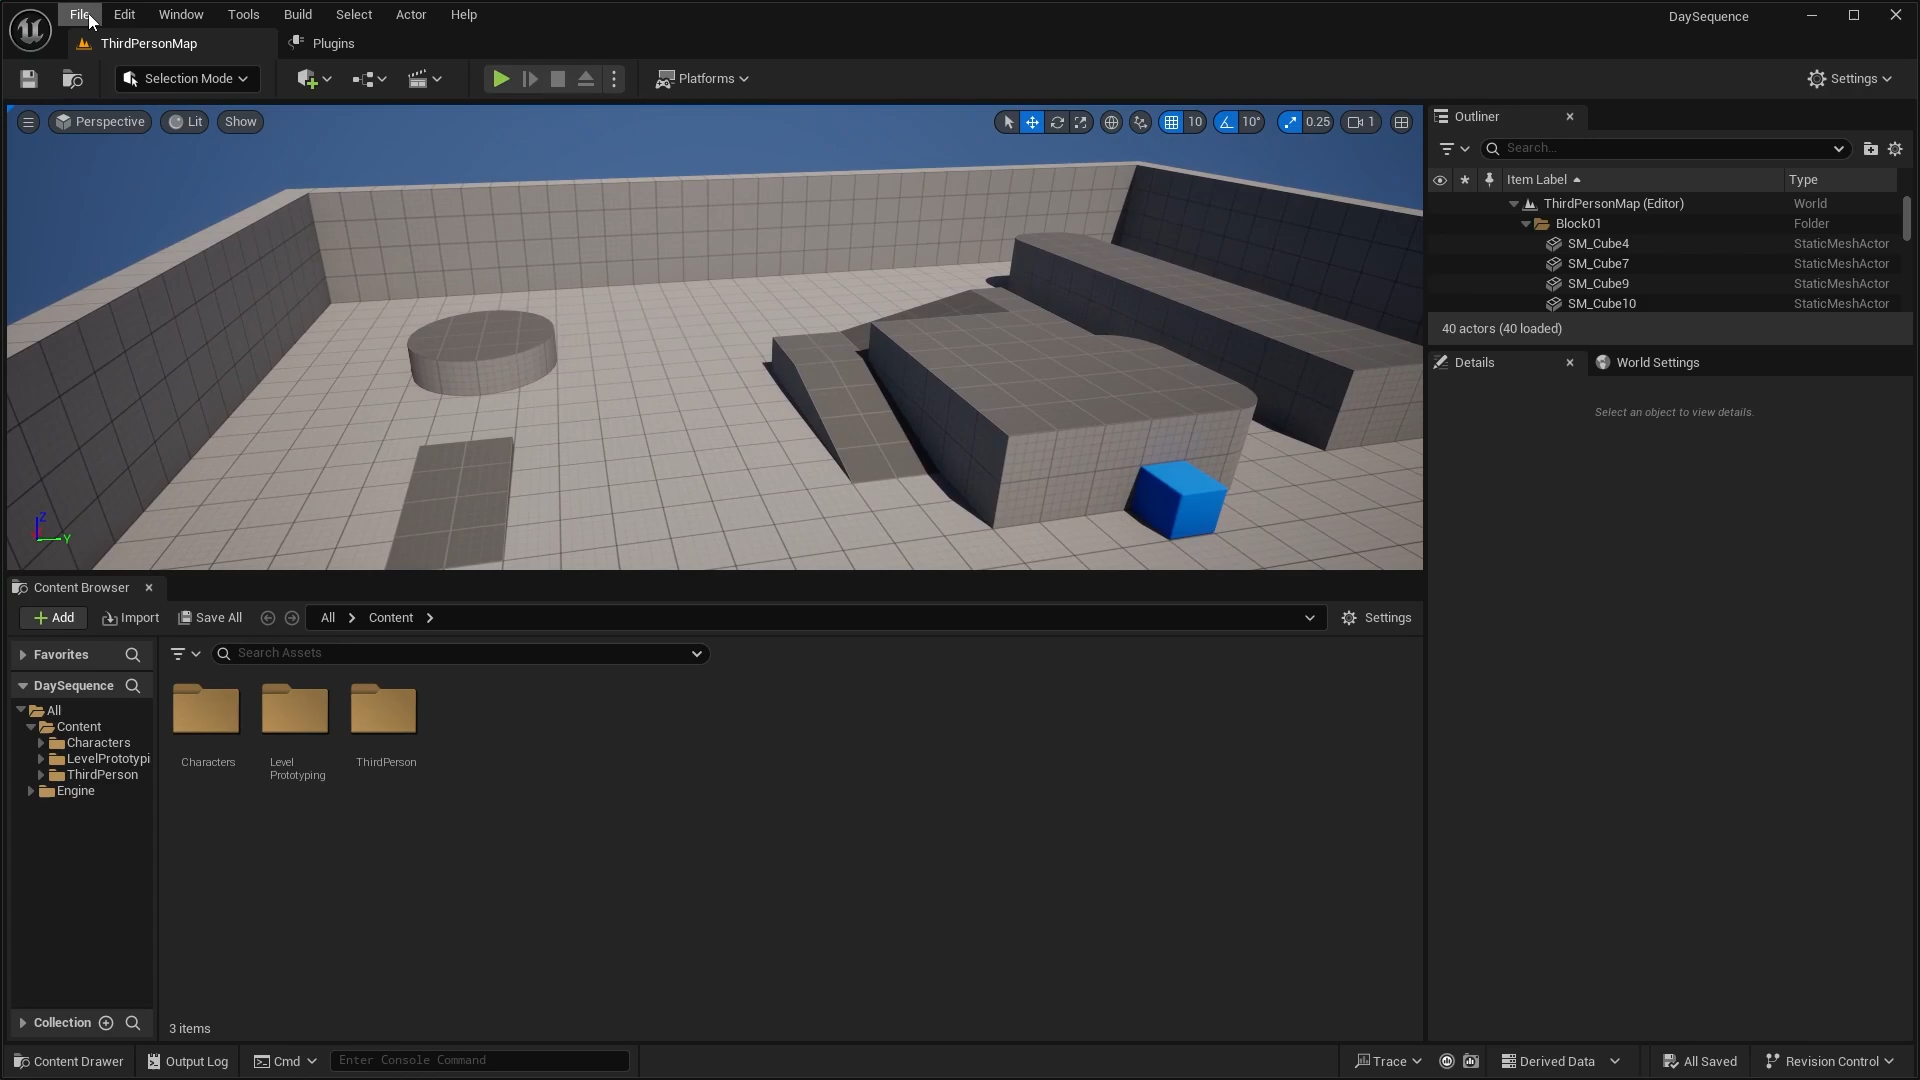 File Edit Window Tools Build Select Actor Help
DaySequence
ThirdPersonMap
Plugins
Selection Mode
Platforms
Settings
Perspective
Lit
Show
10
10°
0.25
1
Z
Y
Outliner
Search...
Item Label
Type
ThirdPersonMap (Editor)
World
Block01
Folder
SM_Cube4
StaticMeshActor
SM_Cube7
StaticMeshActor
SM_Cube9
StaticMeshActor
SM_Cube10
StaticMeshActor
40 actors (40 loaded)
Details
World Settings
Select an object to view details.
Content Browser
Add
Import
Save All
All
Content
Settings
Favorites
Search Assets
DaySequence
All
Content
Characters
LevelPrototypi
ThirdPerson
Engine
Characters
Level
Prototyping
ThirdPerson
Collection
3 items
Content Drawer
Output Log
Cmd
Enter Console Command
Trace
Derived Data
All Saved
Revision Control